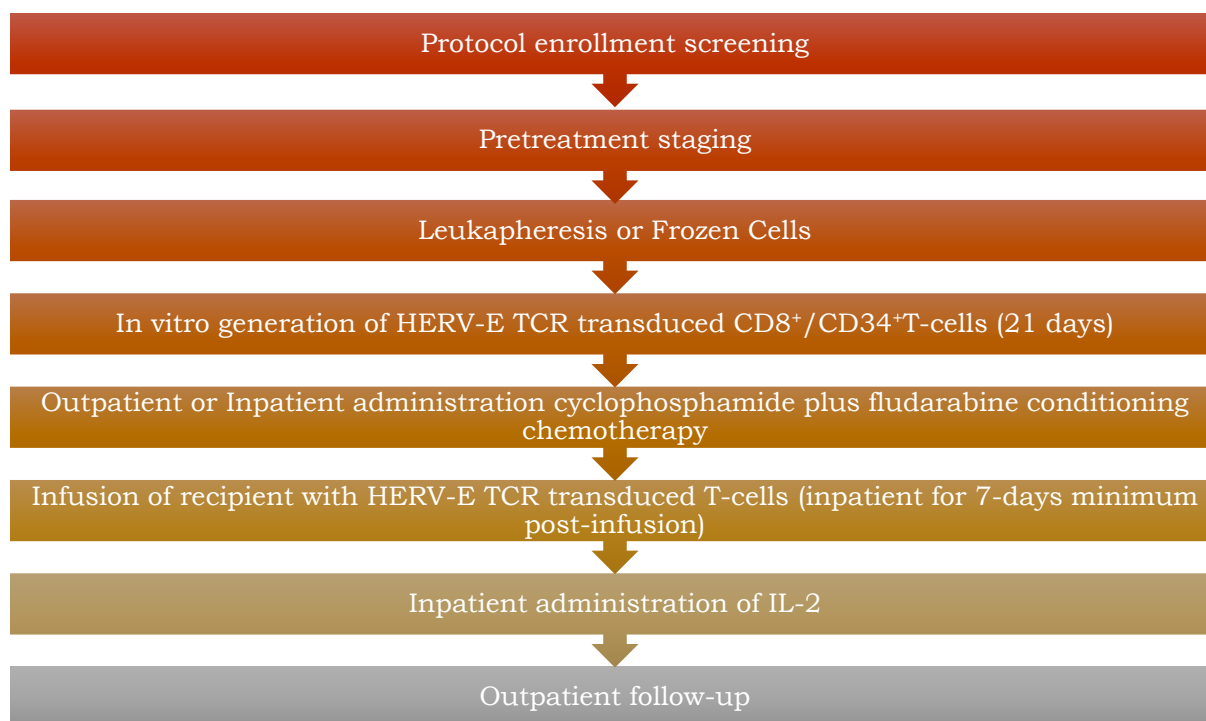 Protocol enrollment screening
Pretreatment staging
Leukapheresis or Frozen Cells
In vitro generation of HERV-E TCR transduced CD8⁺/CD34⁺T-cells (21 days)
Outpatient or Inpatient administration cyclophosphamide plus fludarabine conditioning
chemotherapy
Infusion of recipient with HERV-E TCR transduced T-cells (inpatient for 7-days minimum
post-infusion)
Inpatient administration of IL-2
Outpatient follow-up